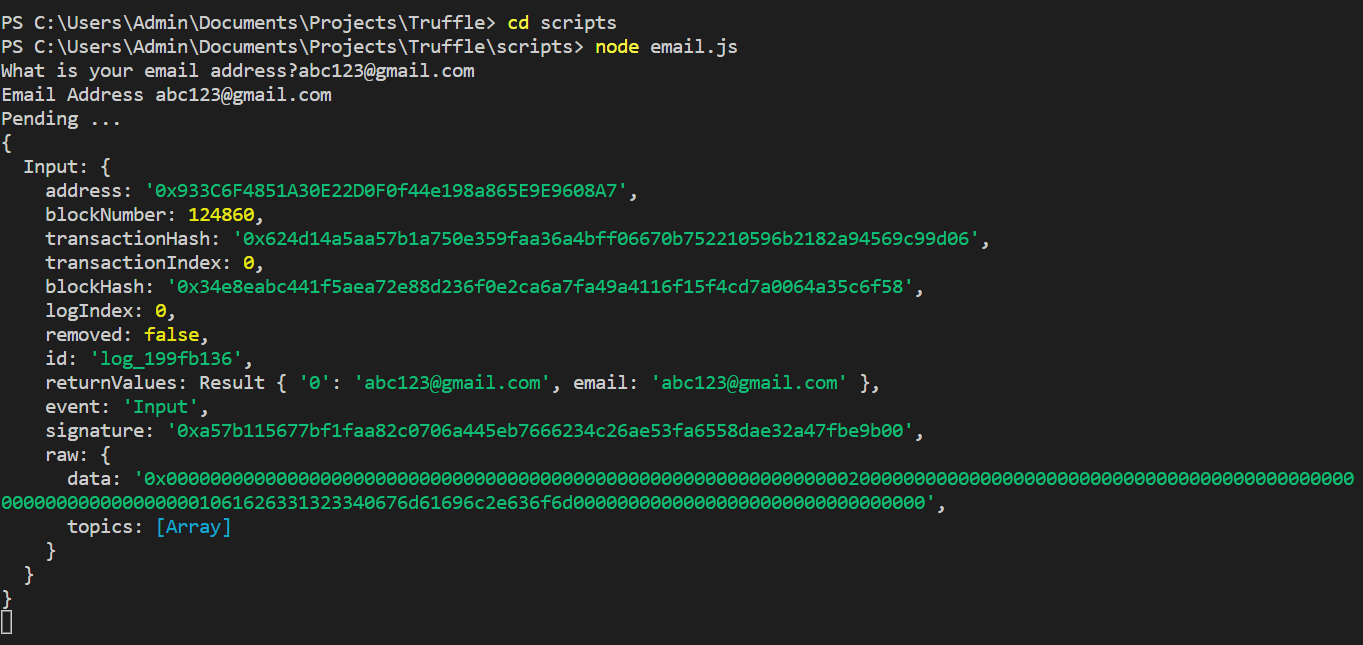 PS C:\Users\Admin\Documents\Projects\Truffle> cd scripts
PS C:\Users\Admin\Documents\Projects\Truffle\scripts> node email.js
What is your email address?abc123@gmail.com
Email Address abc123@gmail.com
Pending ...
{
  Input: {
    address: '0x933C6F4851A30E22D0F0f44e198a865E9E9608A7',
    blockNumber: 124860,
    transactionHash: '0x624d14a5aa57b1a750e359faa36a4bff06670b752210596b2182a94569c99d06',
    transactionIndex: 0,
    blockHash: '0x34e8eabc441f5aea72e88d236f0e2ca6a7fa49a4116f15f4cd7a0064a35c6f58',
    logIndex: 0,
    removed: false,
    id: 'log_199fb136',
    returnValues: Result { '0': 'abc123@gmail.com', email: 'abc123@gmail.com' },
    event: 'Input',
    signature: '0xa57b115677bf1faa82c0706a445eb7666234c26ae53fa6558dae32a47fbe9b00',
    raw: {
      data: '0x000000000000000000000000000000000000000000000000000000000000002000000000000000000000000000000000000000000000
0000000000000000001061626331323340676d61696c2e636f6d00000000000000000000000000000000',
      topics: [Array]
    }
  }
}